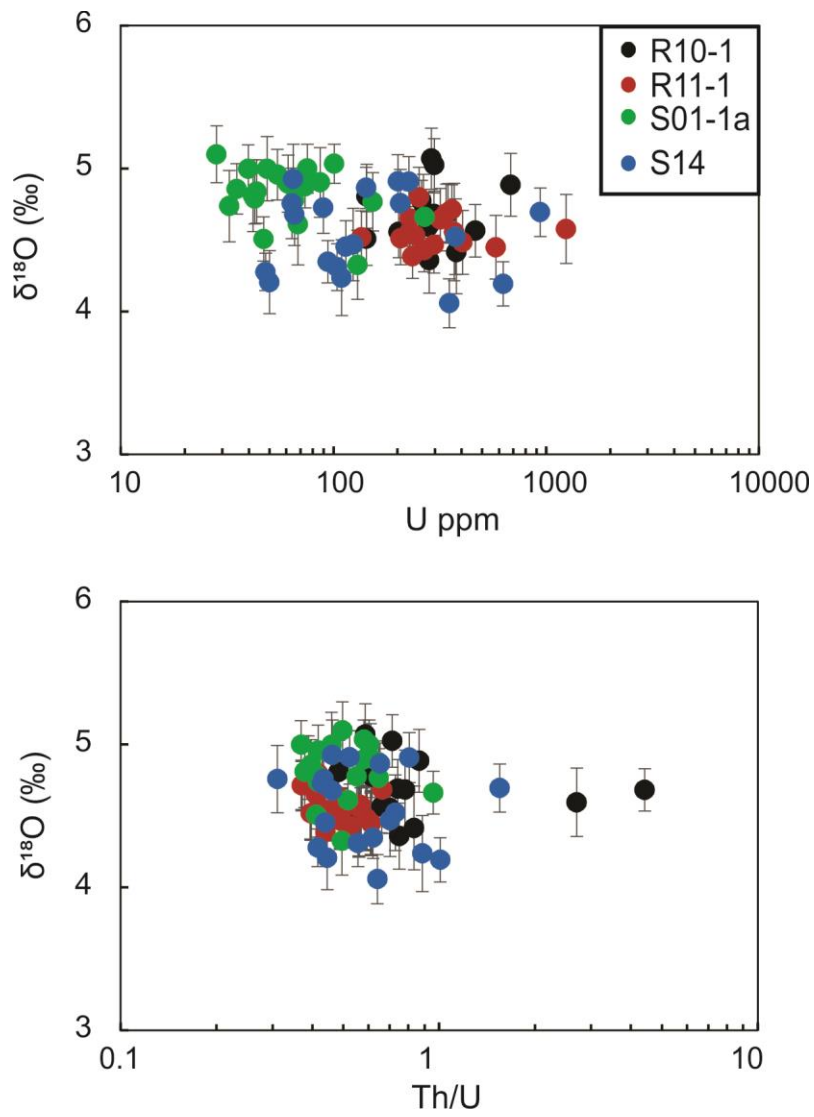 6
5
4
3
δ¹⁸O (‰)
R10-1
R11-1
S01-1a
S14
10 100 1000 10000
U ppm
6
5
4
3
δ¹⁸O (‰)
0.1 1 10
Th/U